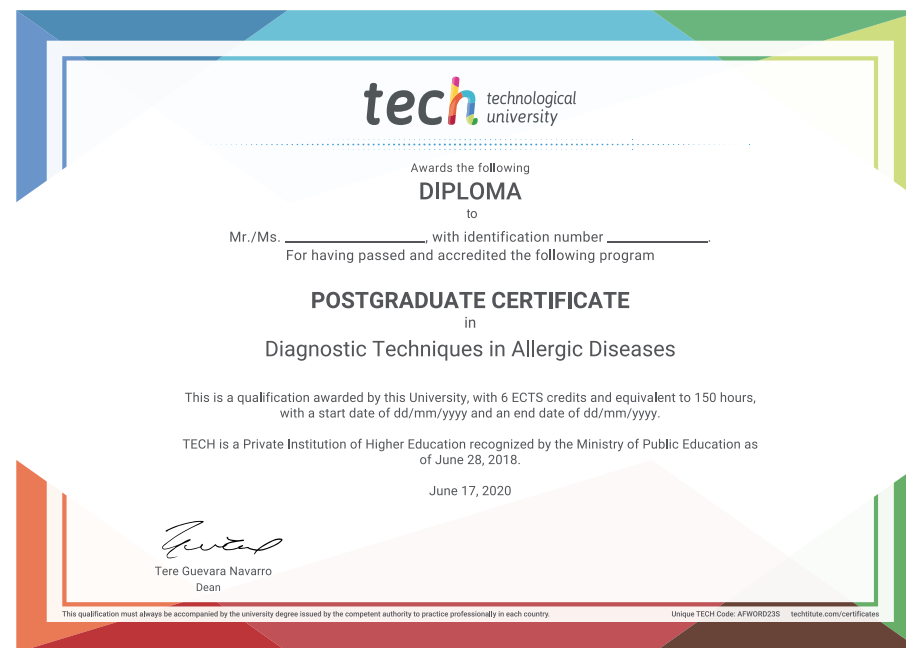 tech technological
university
Awards the following
DIPLOMA
to
Mr./Ms. ____________________, with identification number ______________.
For having passed and accredited the following program
POSTGRADUATE CERTIFICATE
in
Diagnostic Techniques in Allergic Diseases
This is a qualification awarded by this University, with 6 ECTS credits and equivalent to 150 hours,
with a start date of dd/mm/yyyy and an end date of dd/mm/yyyy.
TECH is a Private Institution of Higher Education recognized by the Ministry of Public Education as
of June 28, 2018.
June 17, 2020
Tere Guevara Navarro
Dean
This qualification must always be accompanied by the university degree issued by the competent authority to practice professionally in each country. Unique TECH Code: AFWORD23S techtitute.com/certificates